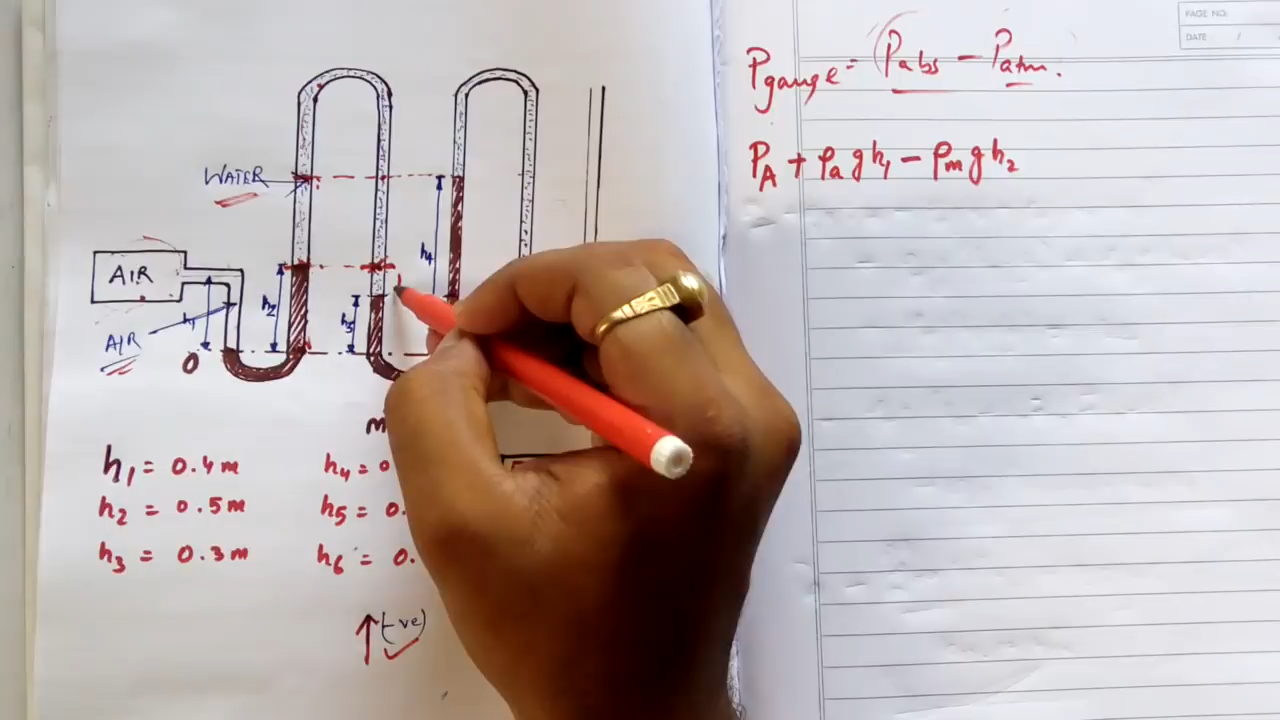 PAGE NO:
DATE / /
Pgauge = (Pabs - Patm.
PA + ρa g h1 - ρm g h2
WATER
h4
AIR
h1
h2
h3
AIR
O
m
h1 = 0.4m
h4 = 0
h2 = 0.5m
h5 = 0.
h3 = 0.3m
h6 = 0.
↑ (-ve)